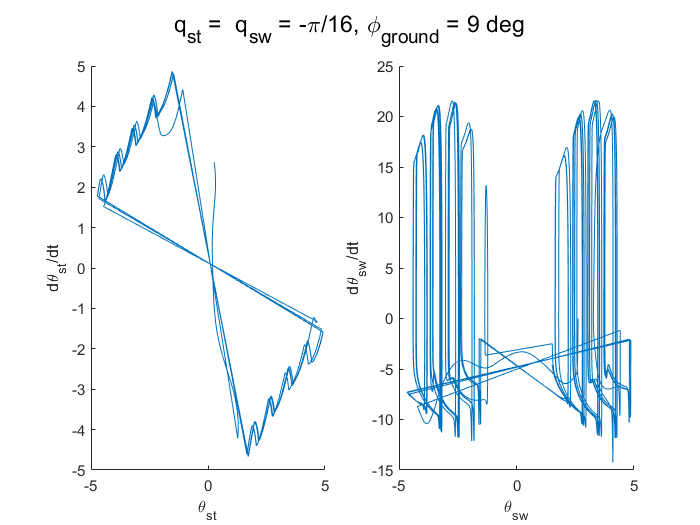 q_st = q_sw = -π/16, ϕ_ground = 9 deg
5
4
3
2
1
0
-1
-2
-3
-4
-5
dθ_st/dt
-5 0 5
θ_st
25
20
15
10
5
0
-5
-10
-15
dθ_sw/dt
-5 0 5
θ_sw